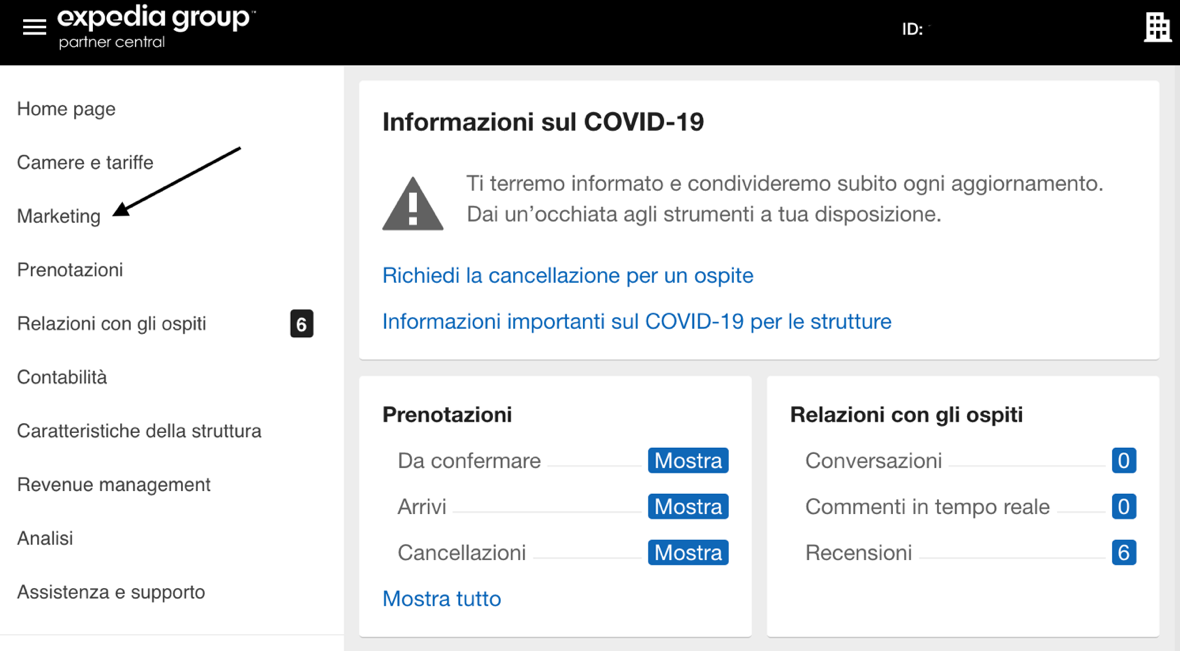 expedia group™
partner central
ID:
Home page
Camere e tariffe
Marketing
Prenotazioni
Relazioni con gli ospiti 6
Contabilità
Caratteristiche della struttura
Revenue management
Analisi
Assistenza e supporto
Informazioni sul COVID-19
Ti terremo informato e condivideremo subito ogni aggiornamento.
Dai un’occhiata agli strumenti a tua disposizione.
Richiedi la cancellazione per un ospite
Informazioni importanti sul COVID-19 per le strutture
Prenotazioni
Da confermare Mostra
Arrivi Mostra
Cancellazioni Mostra
Mostra tutto
Relazioni con gli ospiti
Conversazioni 0
Commenti in tempo reale 0
Recensioni 6